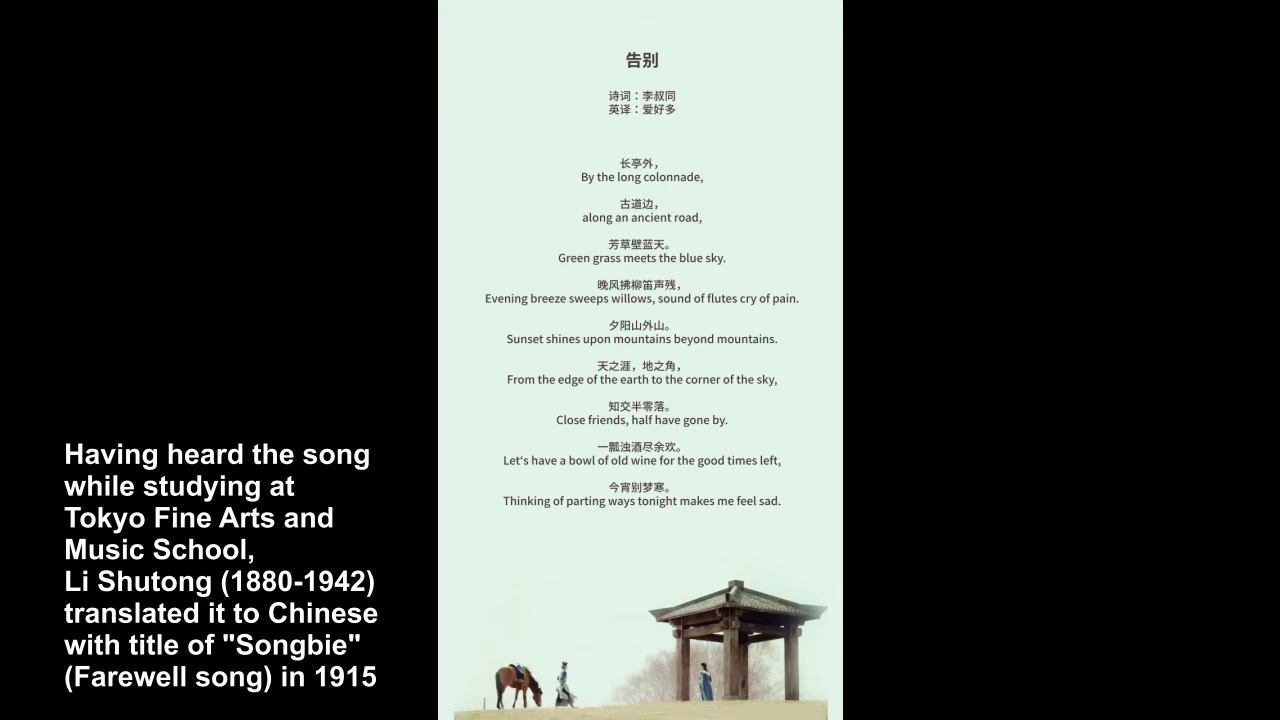 告别
诗词：李叔同
英译：爱好多
长亭外，
By the long colonnade,
古道边，
along an ancient road,
芳草壁蓝天。
Green grass meets the blue sky.
晚风拂柳笛声残，
Evening breeze sweeps willows, sound of flutes cry of pain.
夕阳山外山。
Sunset shines upon mountains beyond mountains.
天之涯，地之角，
From the edge of the earth to the corner of the sky,
知交半零落。
Close friends, half have gone by.
一瓢浊酒尽余欢。
Let's have a bowl of old wine for the good times left,
今宵别梦寒。
Thinking of parting ways tonight makes me feel sad.
Having heard the song
while studying at
Tokyo Fine Arts and
Music School,
Li Shutong (1880-1942)
translated it to Chinese
with title of "Songbie"
(Farewell song) in 1915